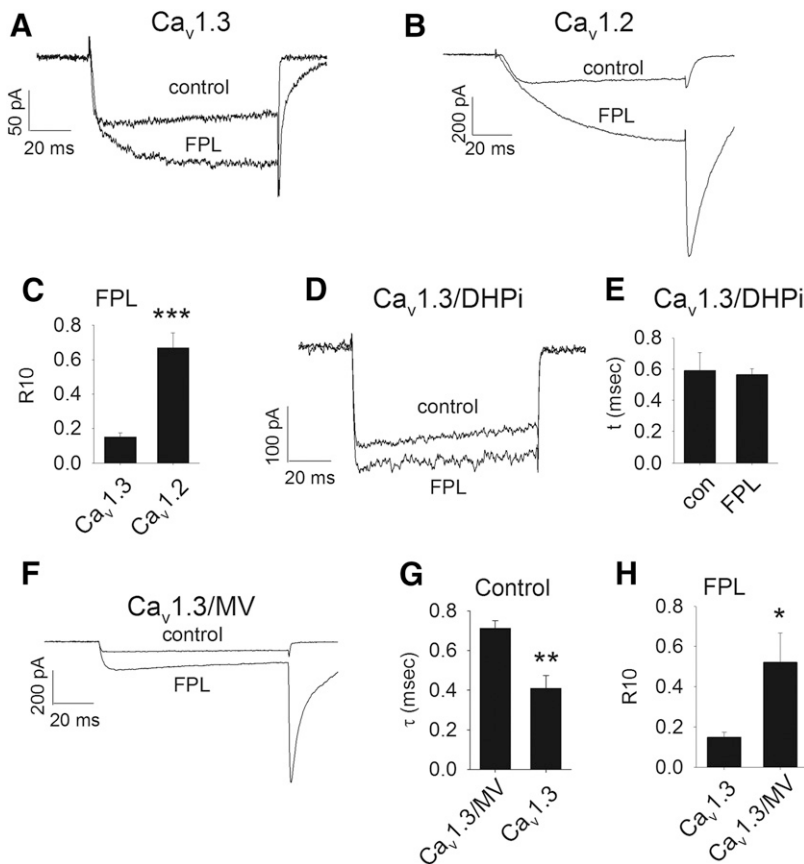 A
Cav1.3
control
FPL
50 pA
20 ms
B
Cav1.2
control
FPL
200 pA
20 ms
C
FPL
***
0.8
0.6
0.4
0.2
0.0
R10
Cav1.3
Cav1.2
D
Cav1.3/DHPi
control
FPL
100 pA
20 ms
E
Cav1.3/DHPi
0.8
0.6
0.4
0.2
0.0
t (msec)
con
FPL
F
Cav1.3/MV
control
FPL
200 pA
20 ms
G
Control
**
0.8
0.6
0.4
0.2
0.0
τ (msec)
Cav1.3/MV
Cav1.3
H
FPL
*
0.8
0.6
0.4
0.2
0.0
R10
Cav1.3
Cav1.3/MV